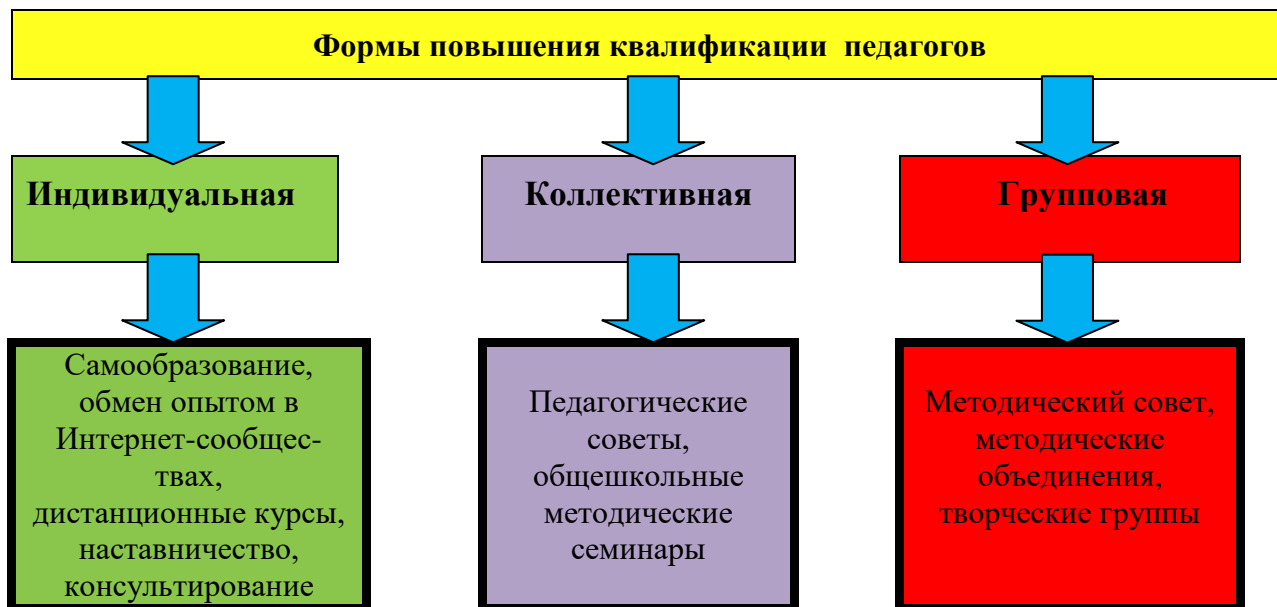 Формы повышения квалификации педагогов
Индивидуальная
Коллективная
Групповая
Самообразование,
обмен опытом в
Интернет-сообщес-
твах,
дистанционные курсы,
наставничество,
консультирование
Педагогические
советы,
общешкольные
методические
семинары
Методический совет,
методические
объединения,
творческие группы